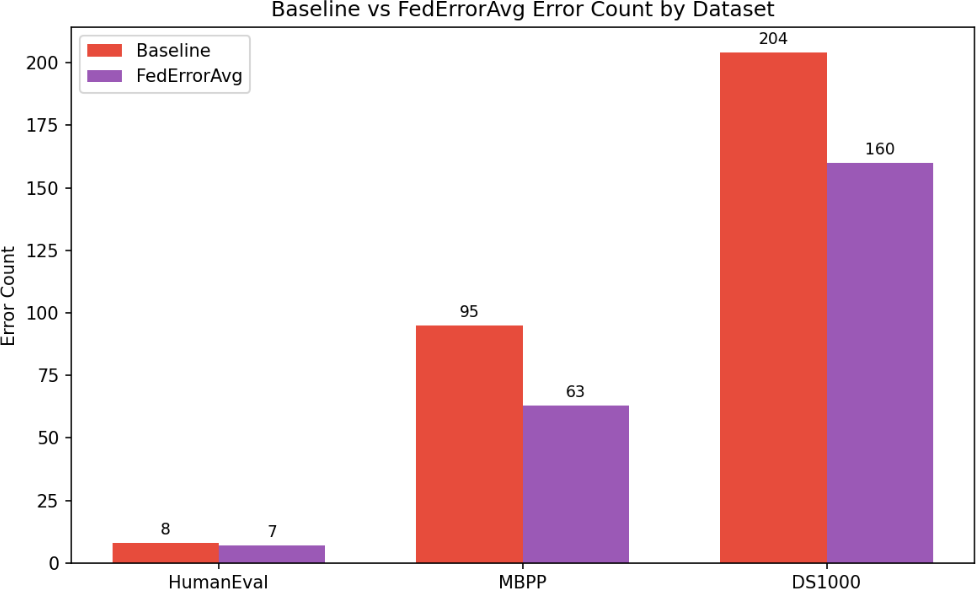 Baseline vs FedErrorAvg Error Count by Dataset
Baseline
FedErrorAvg
Error Count
200
175
150
125
100
75
50
25
0
8
7
95
63
204
160
HumanEval
MBPP
DS1000